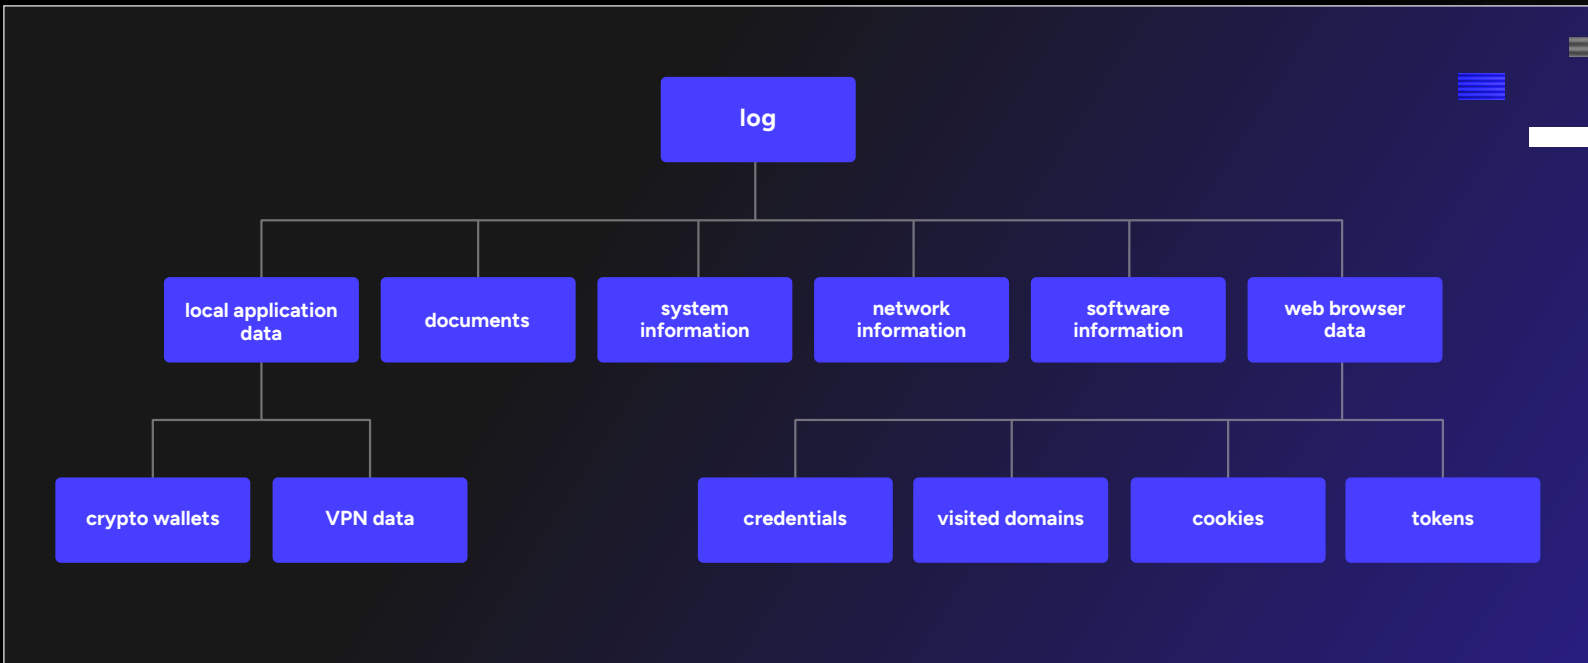 log
local application
data
documents
system
information
network
information
software
information
web browser
data
crypto wallets
VPN data
credentials
visited domains
cookies
tokens